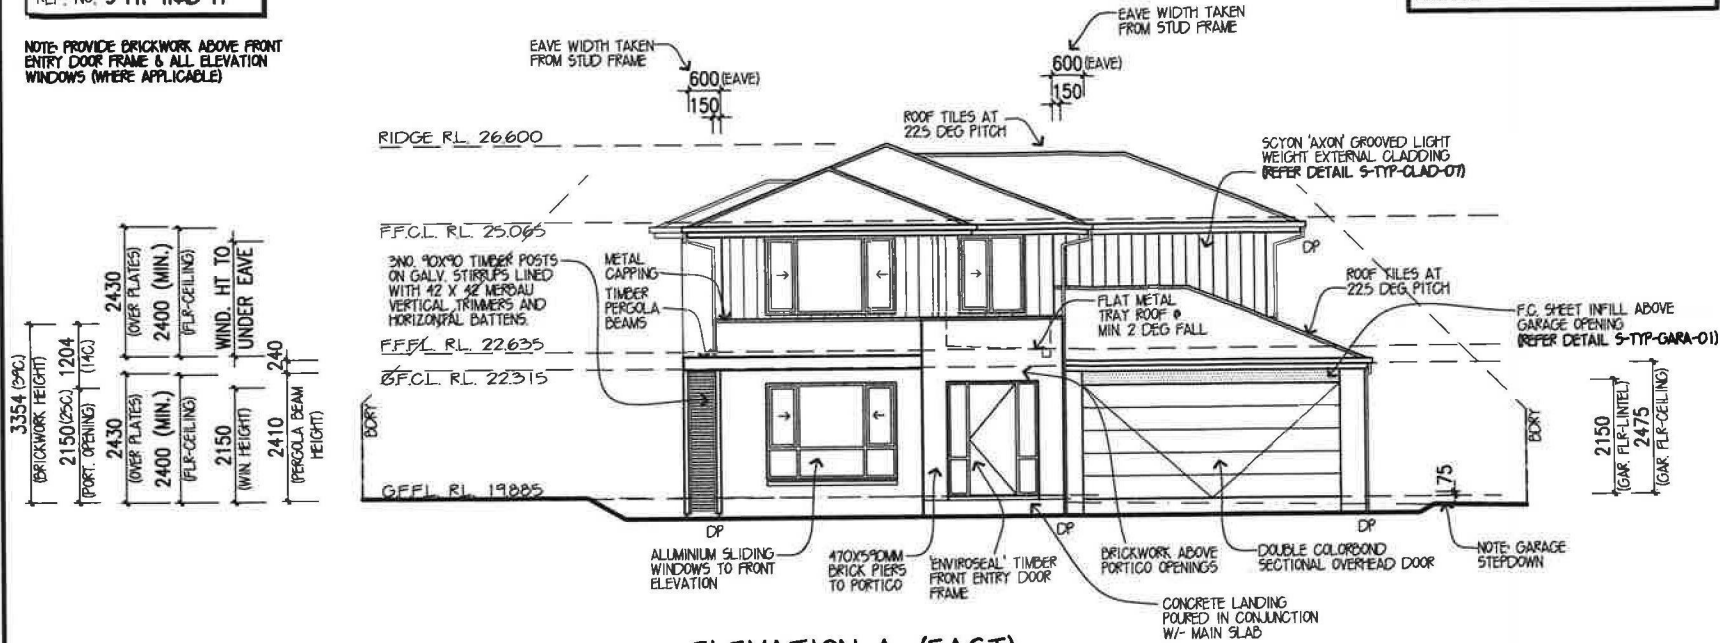 NOTE: PROVIDE BRICKWORK ABOVE FRONT
ENTRY DOOR FRAME & ALL ELEVATION
WINDOWS (WHERE APPLICABLE)
EAVE WIDTH TAKEN
FROM STUD FRAME
600 (EAVE)
150
EAVE WIDTH TAKEN
FROM STUD FRAME
600 (EAVE)
150
ROOF TILES AT
22.5 DEG PITCH
SCYON 'AXON' GROOVED LIGHT
WEIGHT EXTERNAL CLADDING
(REFER DETAIL S-TYP-CLAD-07)
RIDGE R.L. 26.600
F.F.C.L. R.L. 25.065
3NO. 90X90 TIMBER POSTS
ON GALV. STIRRUPS LINED
WITH 42 X 42 MERBAU
VERTICAL TRIMMERS AND
HORIZONTAL BATTENS.
METAL
CAPPING
TIMBER
PERGOLA
BEAMS
F.F.F.L. R.L. 22.635
G.F.C.L. R.L. 22.315
G.F.F.L. R.L. 19.885
FLAT METAL
TRAY ROOF @
MIN. 2 DEG FALL
DP
ROOF TILES AT
22.5 DEG PITCH
F.C. SHEET INFILL ABOVE
GARAGE OPENING
(REFER DETAIL S-TYP-GARA-01)
3354 (39C.)
(BRICKWORK HEIGHT)
2150 (25C.)
(PORT. OPENING)
1204
(14C.)
2430
(OVER PLATES)
2400 (MIN.)
(FLR-CEILING)
WIND. HT TO
UNDER EAVE
240
2430
(OVER PLATES)
2400 (MIN.)
(FLR-CEILING)
2150
(WIN. HEIGHT)
2410
(PERGOLA BEAM
HEIGHT)
BDRY
BDRY
2150
(GAR. FLR-LINTEL)
2475
(GAR. FLR-CEILING)
75
DP
DP
DP
ALUMINIUM SLIDING
WINDOWS TO FRONT
ELEVATION
470X590MM
BRICK PIERS
TO PORTICO
'ENVIROSEAL' TIMBER
FRONT ENTRY DOOR
FRAME
BRICKWORK ABOVE
PORTICO OPENINGS
DOUBLE COLORBOND
SECTIONAL OVERHEAD DOOR
NOTE: GARAGE
STEPDOWN
CONCRETE LANDING
POURED IN CONJUNCTION
W/- MAIN SLAB
ELEVATION A (EAST)